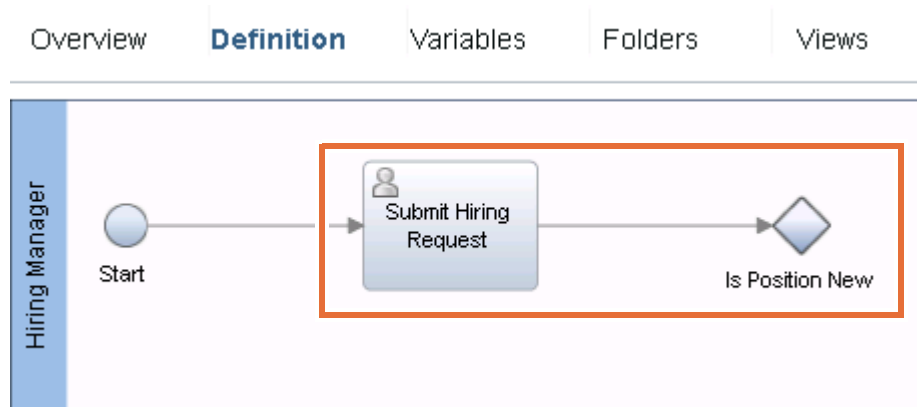 Overview Definition Variables Folders Views
Hiring Manager
Start
Submit Hiring
Request
Is Position New